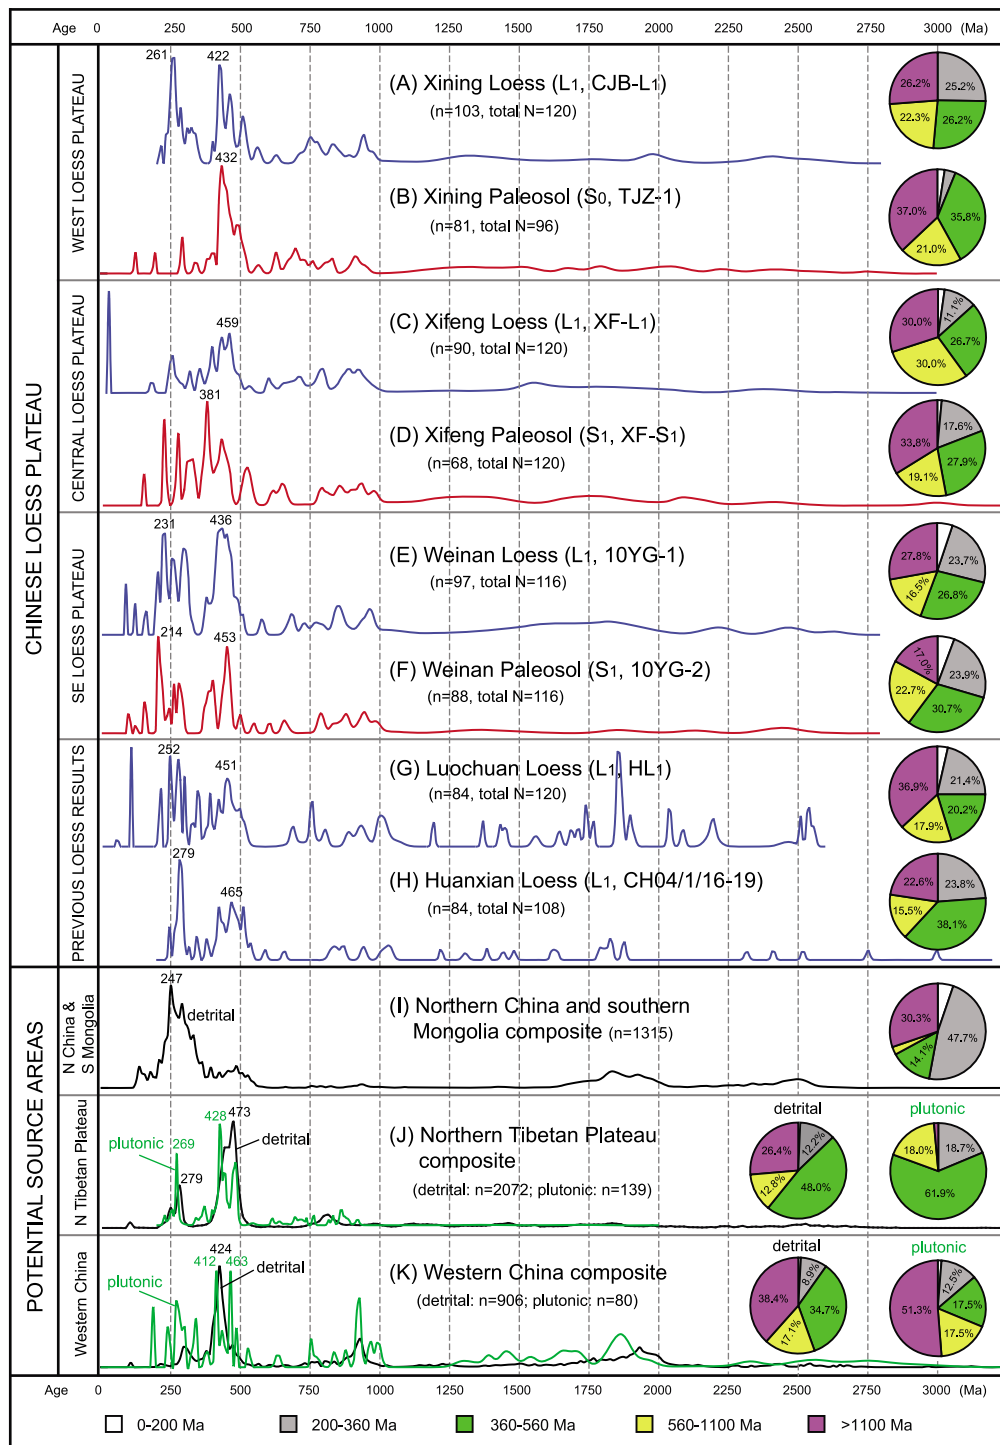 Age 0 250 500 750 1000 1250 1500 1750 2000 2250 2500 2750 3000 (Ma)
CHINESE LOESS PLATEAU
WEST LOESS PLATEAU
261 422
(A) Xining Loess (L1, CJB-L1)
(n=103, total N=120)
26.2% 25.2%
22.3% 26.2%
432
(B) Xining Paleosol (S0, TJZ-1)
(n=81, total N=96)
37.0% 35.8%
21.0%
CENTRAL LOESS PLATEAU
459
(C) Xifeng Loess (L1, XF-L1)
(n=90, total N=120)
30.0% 11.1%
26.7%
30.0%
381
(D) Xifeng Paleosol (S1, XF-S1)
(n=68, total N=120)
33.8% 17.6%
19.1% 27.9%
SE LOESS PLATEAU
231 436
(E) Weinan Loess (L1, 10YG-1)
(n=97, total N=116)
27.8% 23.7%
16.5% 26.8%
214 453
(F) Weinan Paleosol (S1, 10YG-2)
(n=88, total N=116)
17.0% 23.9%
22.7% 30.7%
PREVIOUS LOESS RESULTS
252 451
(G) Luochuan Loess (L1, HL1)
(n=84, total N=120)
36.9% 21.4%
17.9% 20.2%
279 465
(H) Huanxian Loess (L1, CH04/1/16-19)
(n=84, total N=108)
22.6% 23.8%
15.5% 38.1%
POTENTIAL SOURCE AREAS
N China &
S Mongolia
247
detrital
(I) Northern China and southern
Mongolia composite (n=1315)
30.3% 47.7%
14.1%
N Tibetan Plateau
plutonic 269 279 428 473 detrital
(J) Northern Tibetan Plateau
composite
(detrital: n=2072; plutonic: n=139)
detrital
26.4% 12.2%
12.8% 48.0%
plutonic
18.0% 18.7%
61.9%
Western China
plutonic 412 424 463 detrital
(K) Western China composite
(detrital: n=906; plutonic: n=80)
detrital
38.4% 8.9%
34.7%
17.1%
plutonic
51.3% 12.5%
17.5%
17.5%
Age 0 250 500 750 1000 1250 1500 1750 2000 2250 2500 2750 3000 (Ma)
0-200 Ma 200-360 Ma 360-560 Ma 560-1100 Ma >1100 Ma